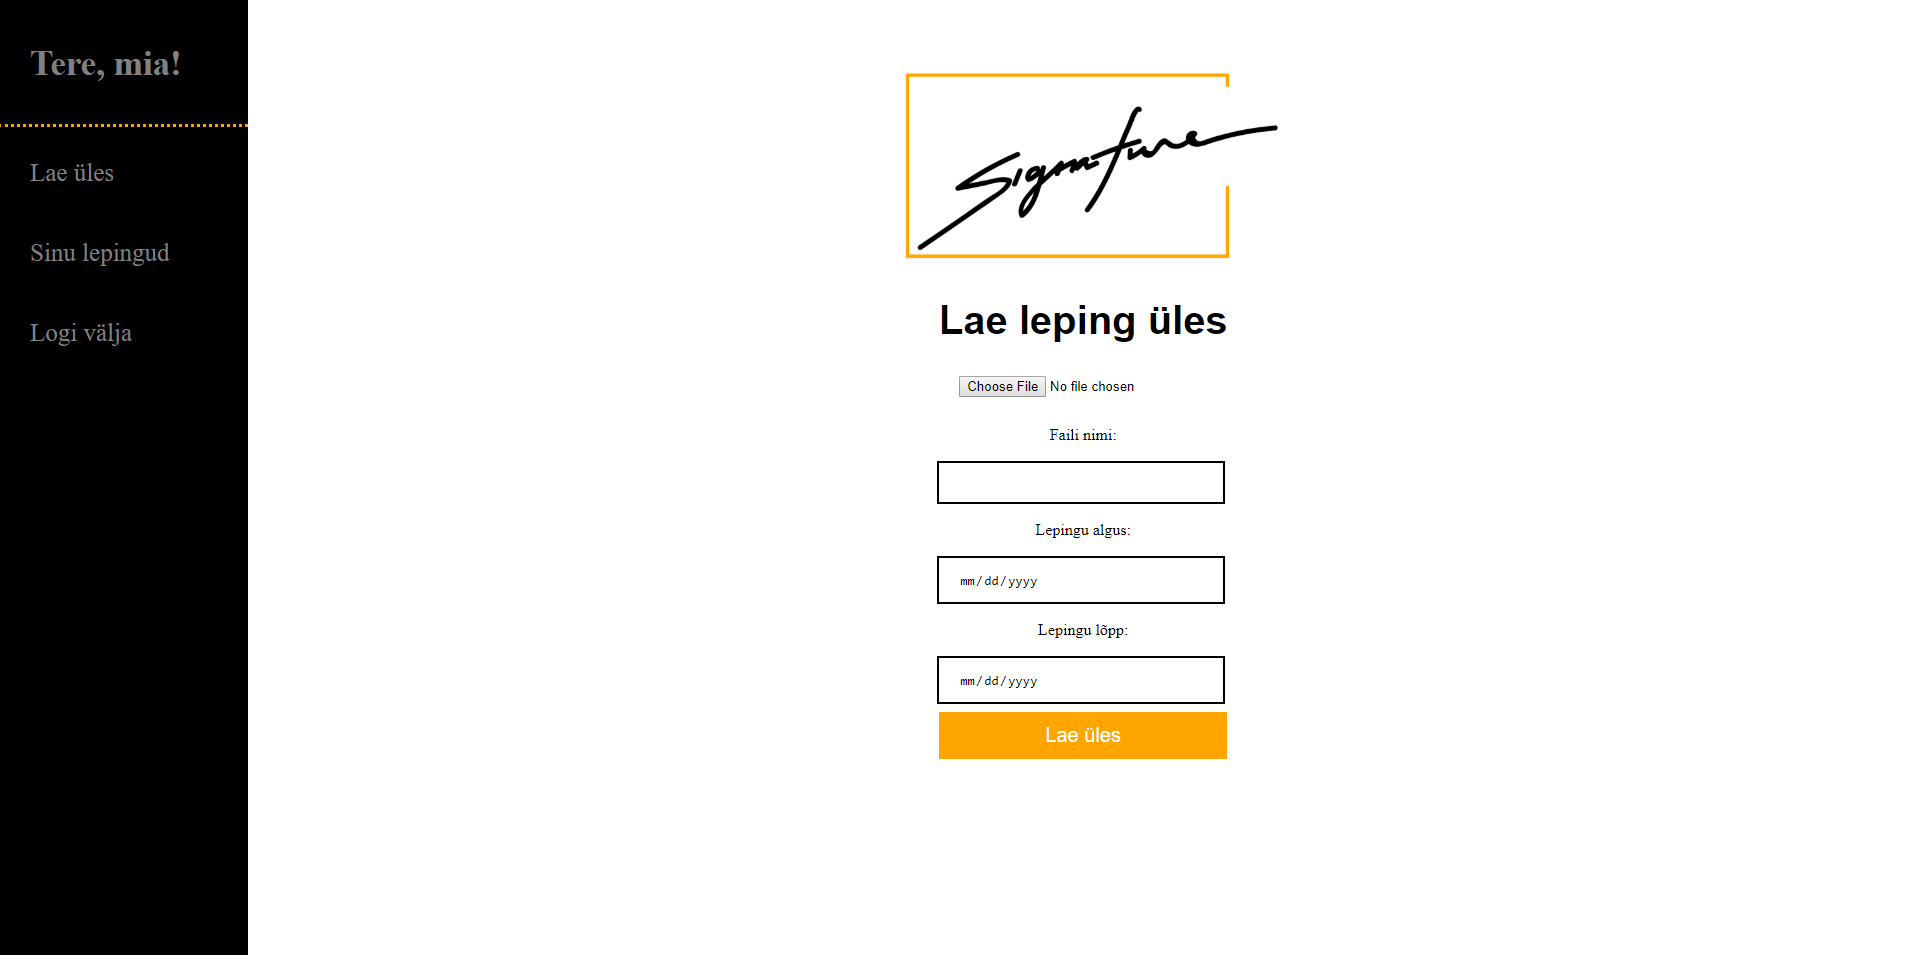 Tere, mia!
Lae üles
Sinu lepingud
Logi välja
Signature
Lae leping üles
Choose File No file chosen
Faili nimi:
Lepingu algus:
mm/dd/yyyy
Lepingu lõpp:
mm/dd/yyyy
Lae üles